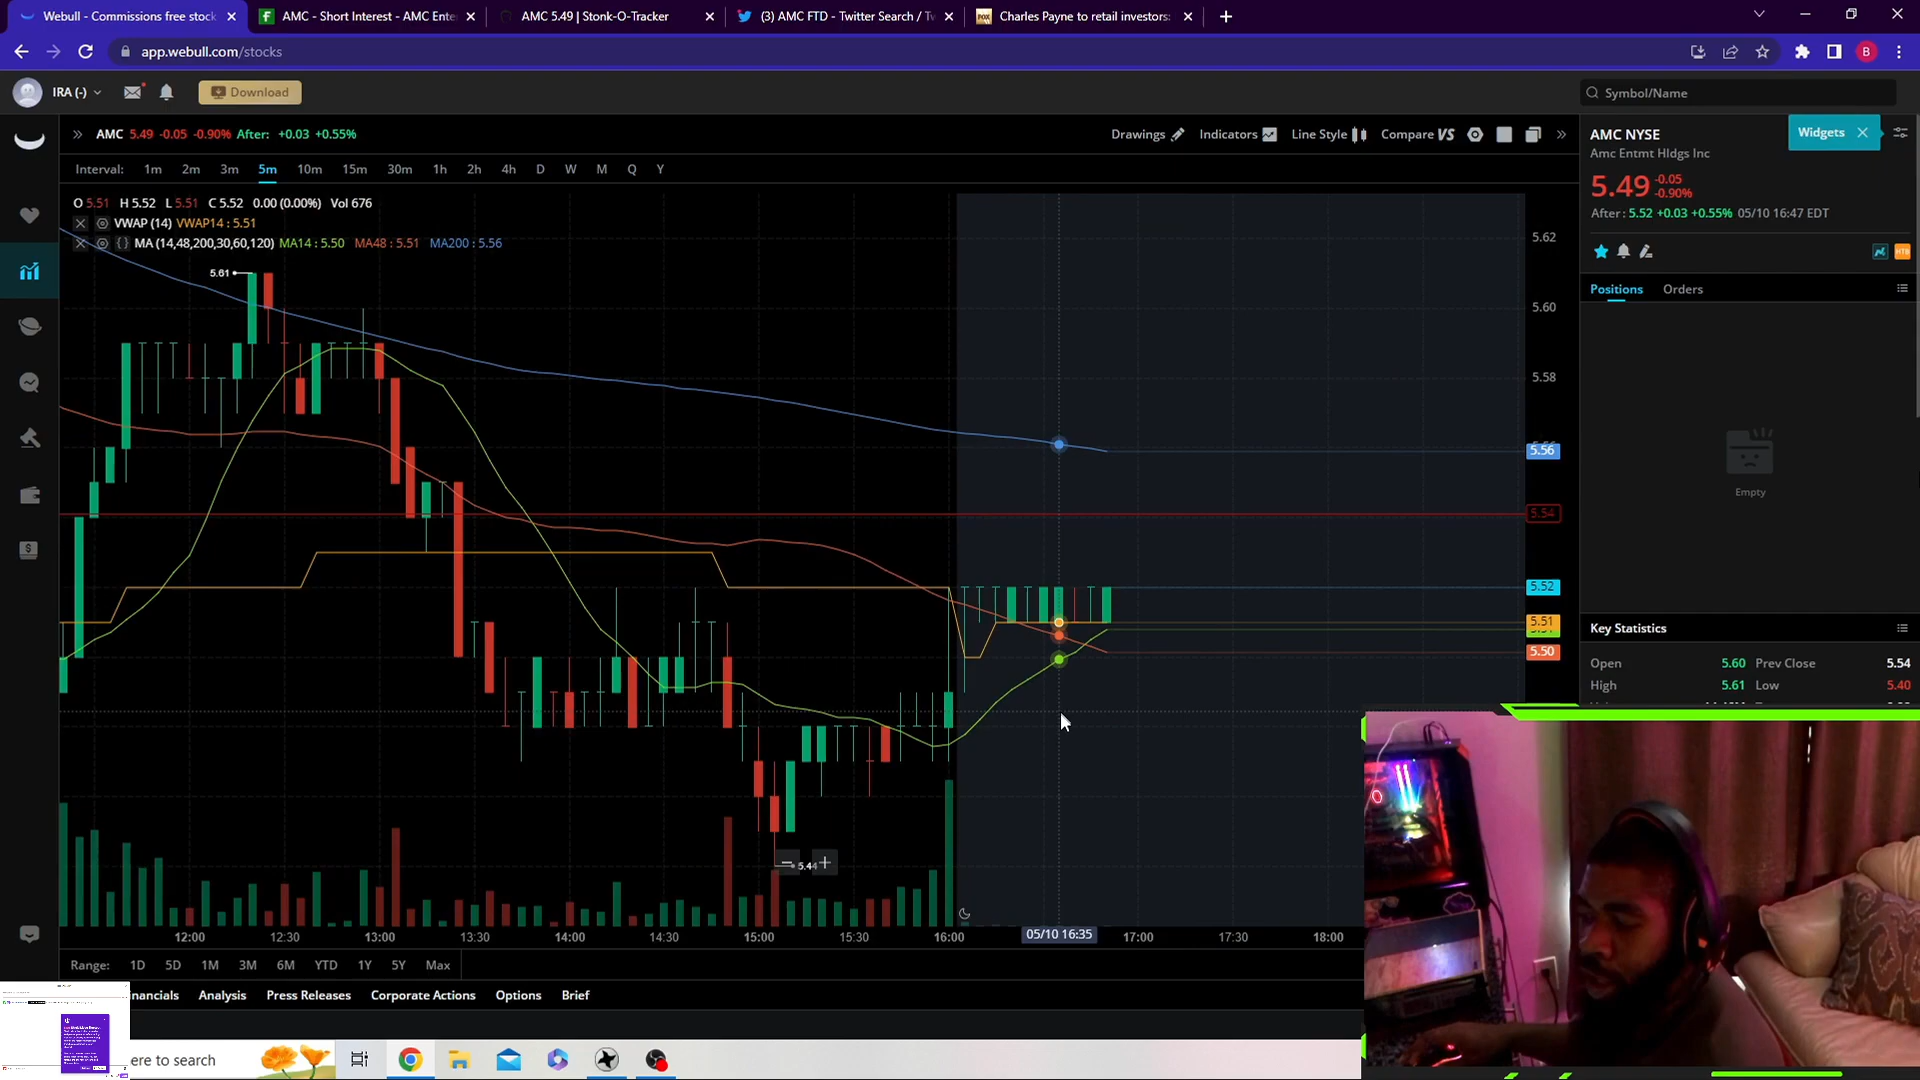 Webull - Commissions free stock
AMC - Short Interest - AMC Ente
AMC 5.49 | Stonk-O-Tracker
(3) AMC FTD - Twitter Search / Tw
Charles Payne to retail investors:
app.webull.com/stocks
B
IRA (-)
Download
Symbol/Name
AMC 5.49 -0.05 -0.90% After: +0.03 +0.55%
Drawings
Indicators
Line Style
Compare VS
Interval: 1m 2m 3m 5m 10m 15m 30m 1h 2h 4h D W M Q Y
O 5.51 H 5.52 L 5.51 C 5.52 0.00 (0.00%) Vol 676
VWAP (14) VWAP14 : 5.51
MA (14,48,200,30,60,120) MA14 : 5.50 MA48 : 5.51 MA200 : 5.56
5.61
5.44
5.62
5.60
5.58
5.56
5.54
5.52
5.51
5.50
12:00 12:30 13:00 13:30 14:00 14:30 15:00 15:30 16:00 05/10 16:35 17:00 17:30 18:00
Range: 1D 5D 1M 3M 6M YTD 1Y 5Y Max
nancials Analysis Press Releases Corporate Actions Options Brief
AMC NYSE
Widgets
Amc Entmt Hldgs Inc
5.49 -0.05
-0.90%
After : 5.52 +0.03 +0.55% 05/10 16:47 EDT
HTB
Positions Orders
Empty
Key Statistics
Open 5.60 Prev Close 5.54
High 5.61 Low 5.40
ere to search